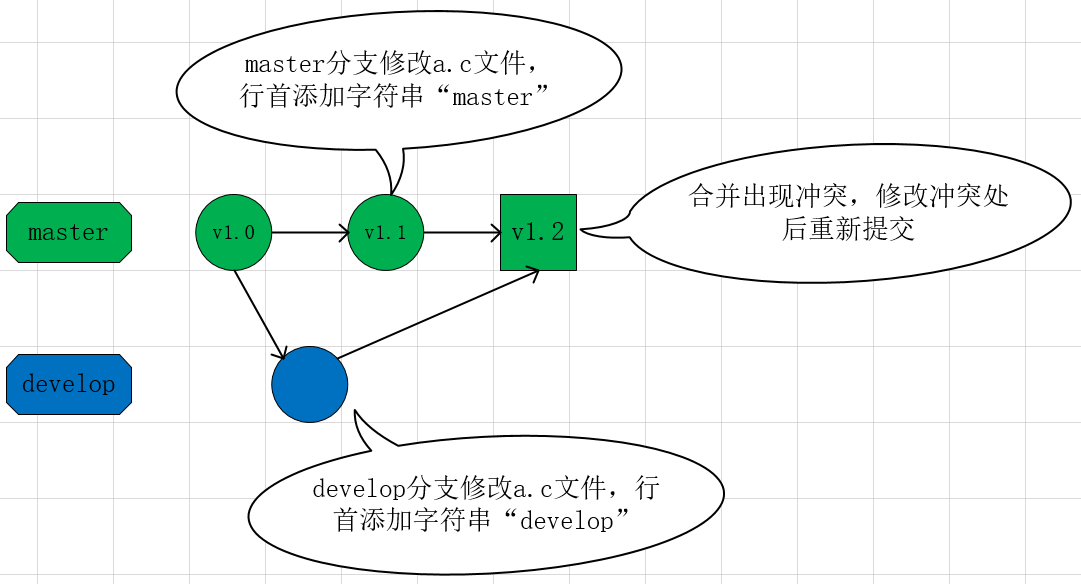 master分支修改a.c文件，
行首添加字符串“master”
合并出现冲突，修改冲突处
后重新提交
master
v1.0
v1.1
v1.2
develop
develop分支修改a.c文件，行
首添加字符串“develop”